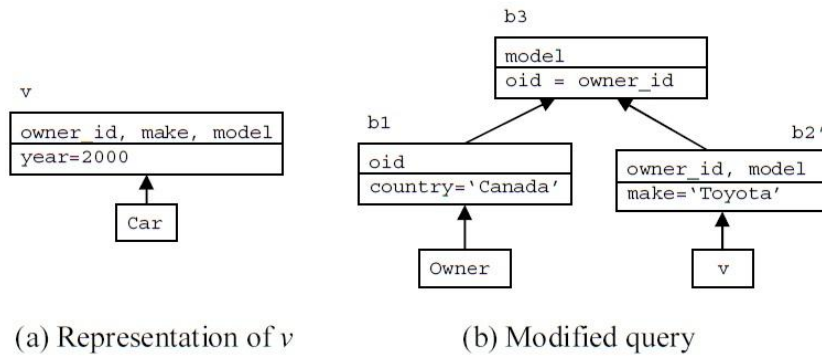 b3
model
oid = owner_id
v
owner_id, make, model
year=2000
Car
b1
oid
country=‘Canada’
Owner
b2’
owner_id, model
make=‘Toyota’
v
(a) Representation of v
(b) Modified query